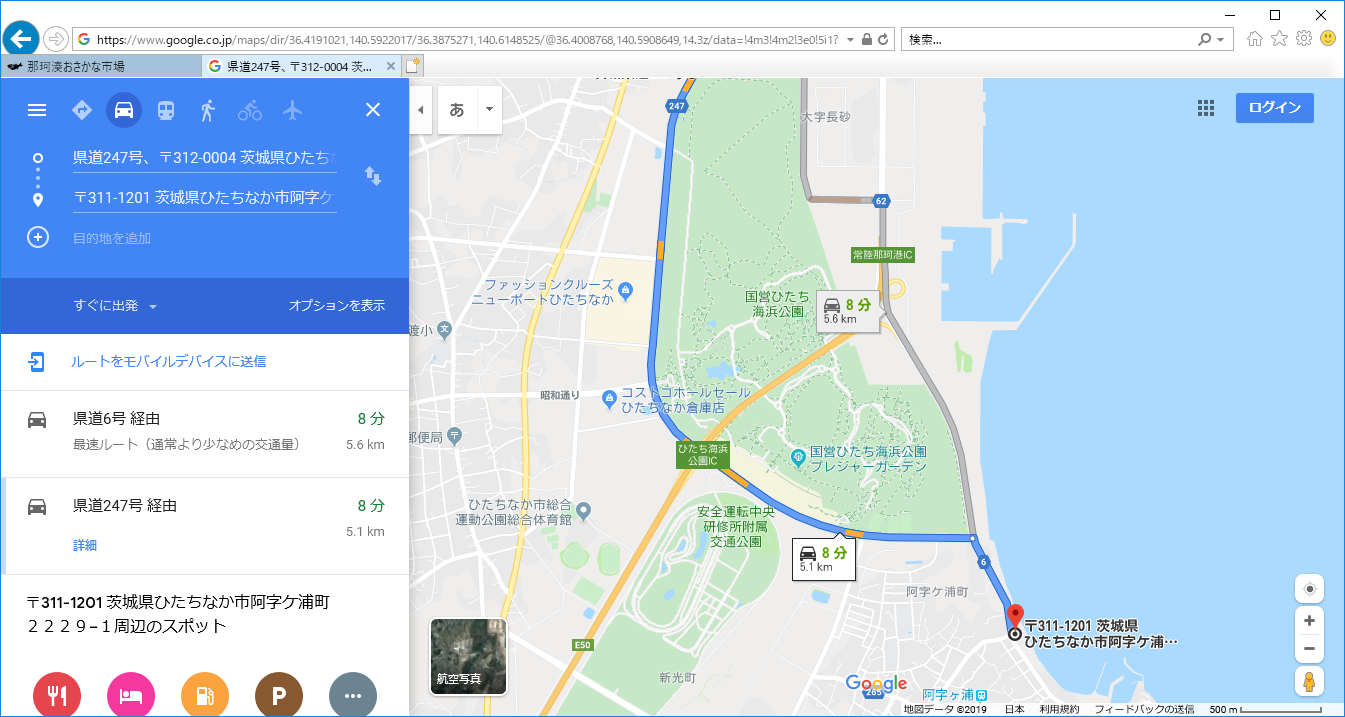 https://www.google.co.jp/maps/dir/36.4191021,140.5922017/36.3875271,140.6148525/@36.4008768,140.5908649,14.3z/data=!4m3!4m2!3e0!5i1?
検索...
那珂湊おさかな市場
県道247号、〒312-0004 茨...
県道247号、〒312-0004 茨城県ひたちな
〒311-1201 茨城県ひたちなか市阿字ケ
目的地を追加
すぐに出発
オプションを表示
ルートをモバイルデバイスに送信
県道6号 経由
8 分
最速ルート（通常より少なめの交通量）
5.6 km
県道247号 経由
8 分
5.1 km
詳細
〒311-1201 茨城県ひたちなか市阿字ケ浦町
２２２９−１周辺のスポット
P
あ
ログイン
247
大字長砂
62
常陸那珂港IC
ファッションクルーズ
ニューポートひたちなか
国営ひたち
海浜公園
8 分
5.6 km
渡小
文
昭和通り
コストコホールセール
ひたちなか倉庫店
郵便局
ひたち海浜
公園IC
国営ひたち海浜公園
プレジャーガーデン
ひたちなか市総合
運動公園総合体育館
安全運転中央
研修所附属
交通公園
8 分
5.1 km
6
阿字ケ浦町
〒311-1201 茨城県
ひたちなか市阿字ケ浦…
E50
新光町
航空写真
Google
265
阿字ヶ浦
地図データ ©2019
日本
利用規約
フィードバックの送信
500 m